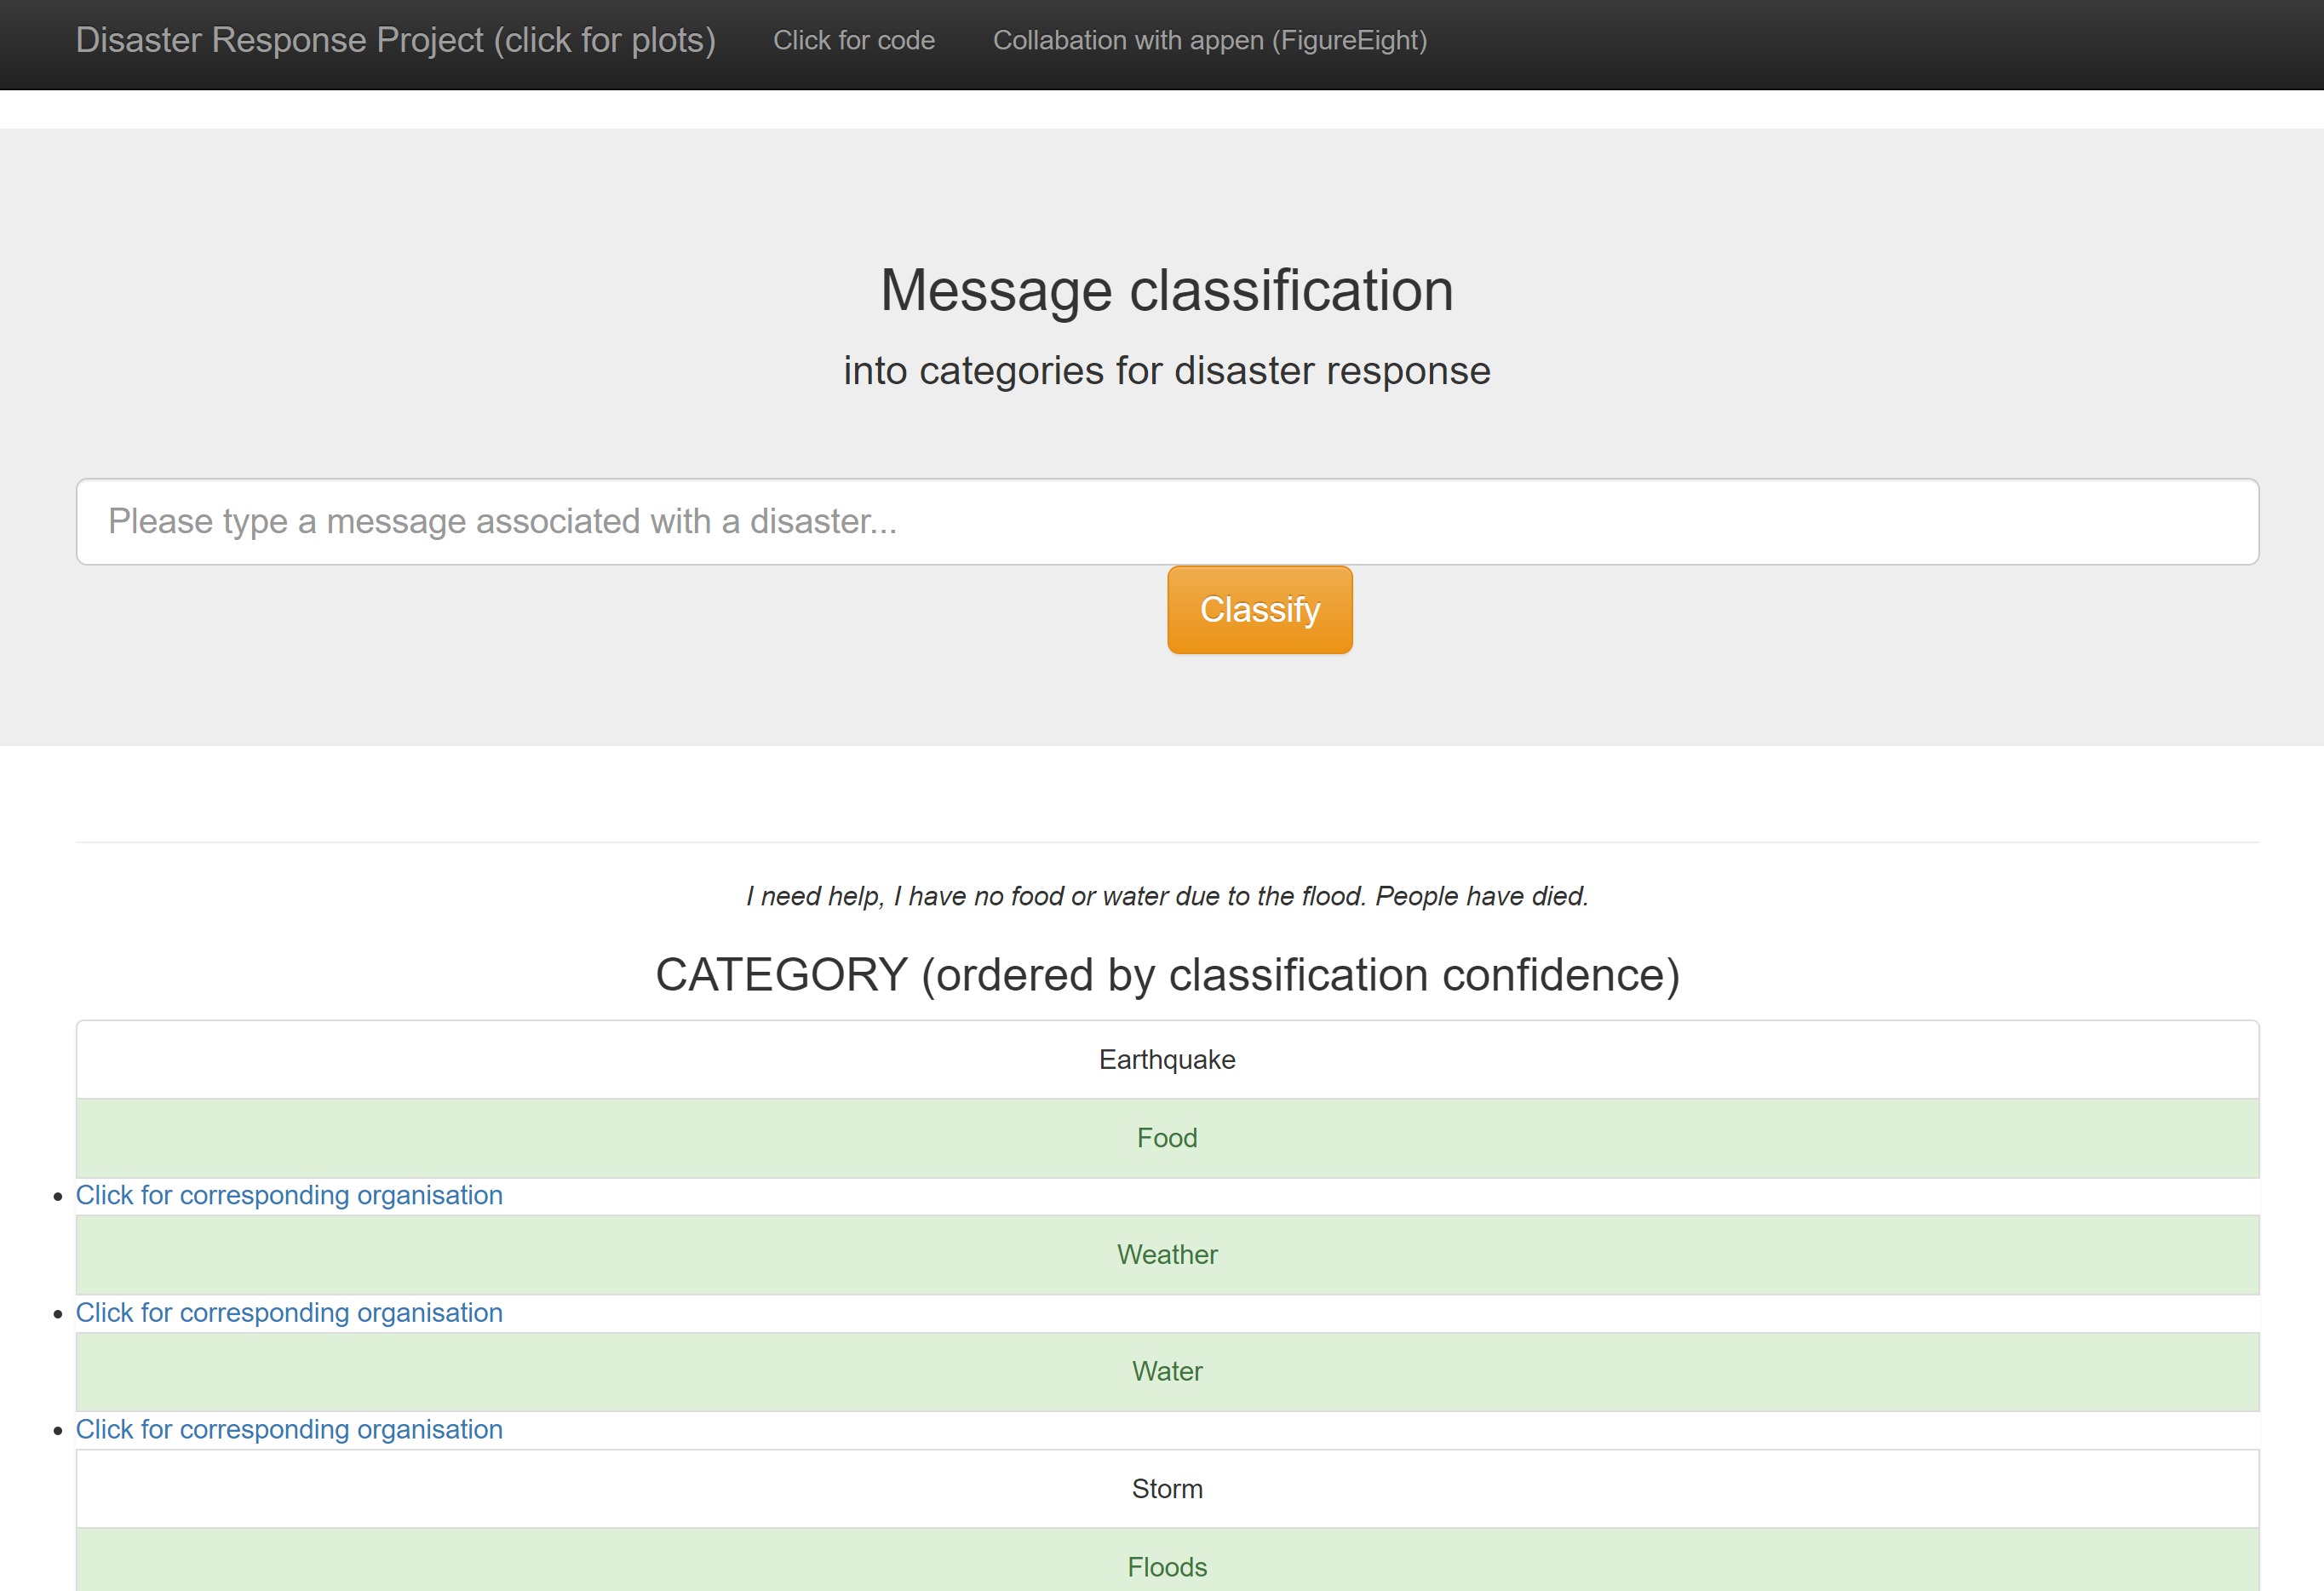 Disaster Response Project (click for plots) Click for code Collabation with appen (FigureEight)
Message classification
into categories for disaster response
Please type a message associated with a disaster...
Classify
I need help, I have no food or water due to the flood. People have died.
CATEGORY (ordered by classification confidence)
Earthquake
Food
Click for corresponding organisation
Weather
Click for corresponding organisation
Water
Click for corresponding organisation
Storm
Floods